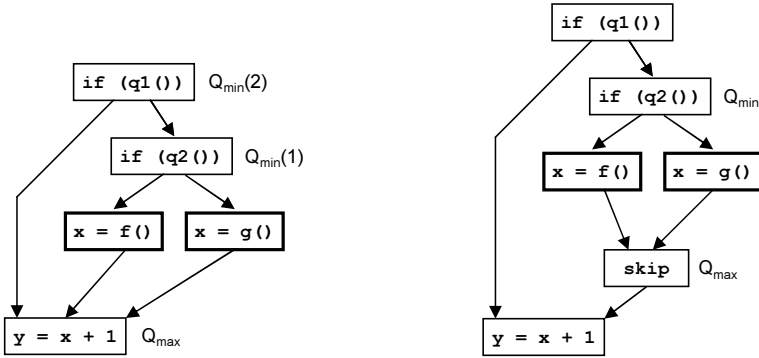 if (q1()) Qmin(2)
if (q2()) Qmin(1)
x = f() x = g()
y = x + 1 Qmax
if (q1())
if (q2()) Qmin
x = f() x = g()
skip Qmax
y = x + 1